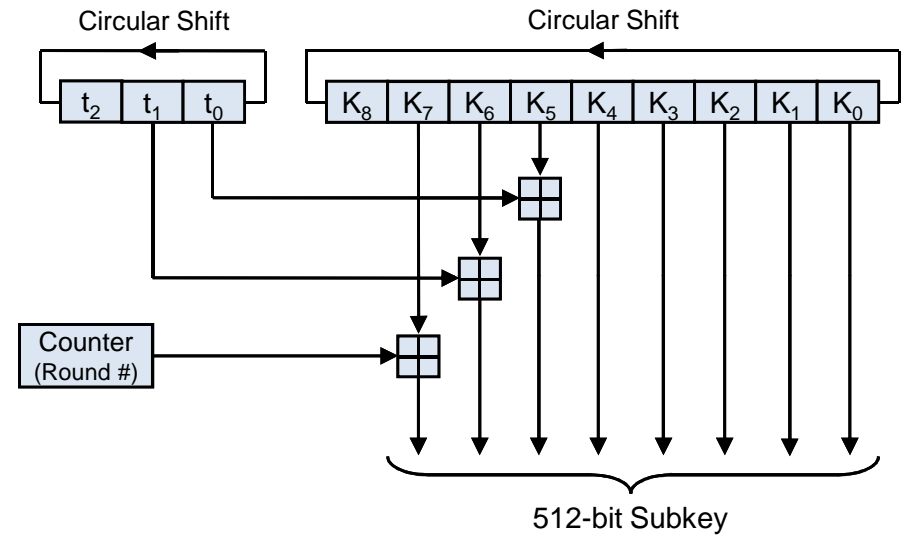 Circular Shift
Circular Shift
t₂ t₁ t₀
K₈ K₇ K₆ K₅ K₄ K₃ K₂ K₁ K₀
Counter
(Round #)
512-bit Subkey